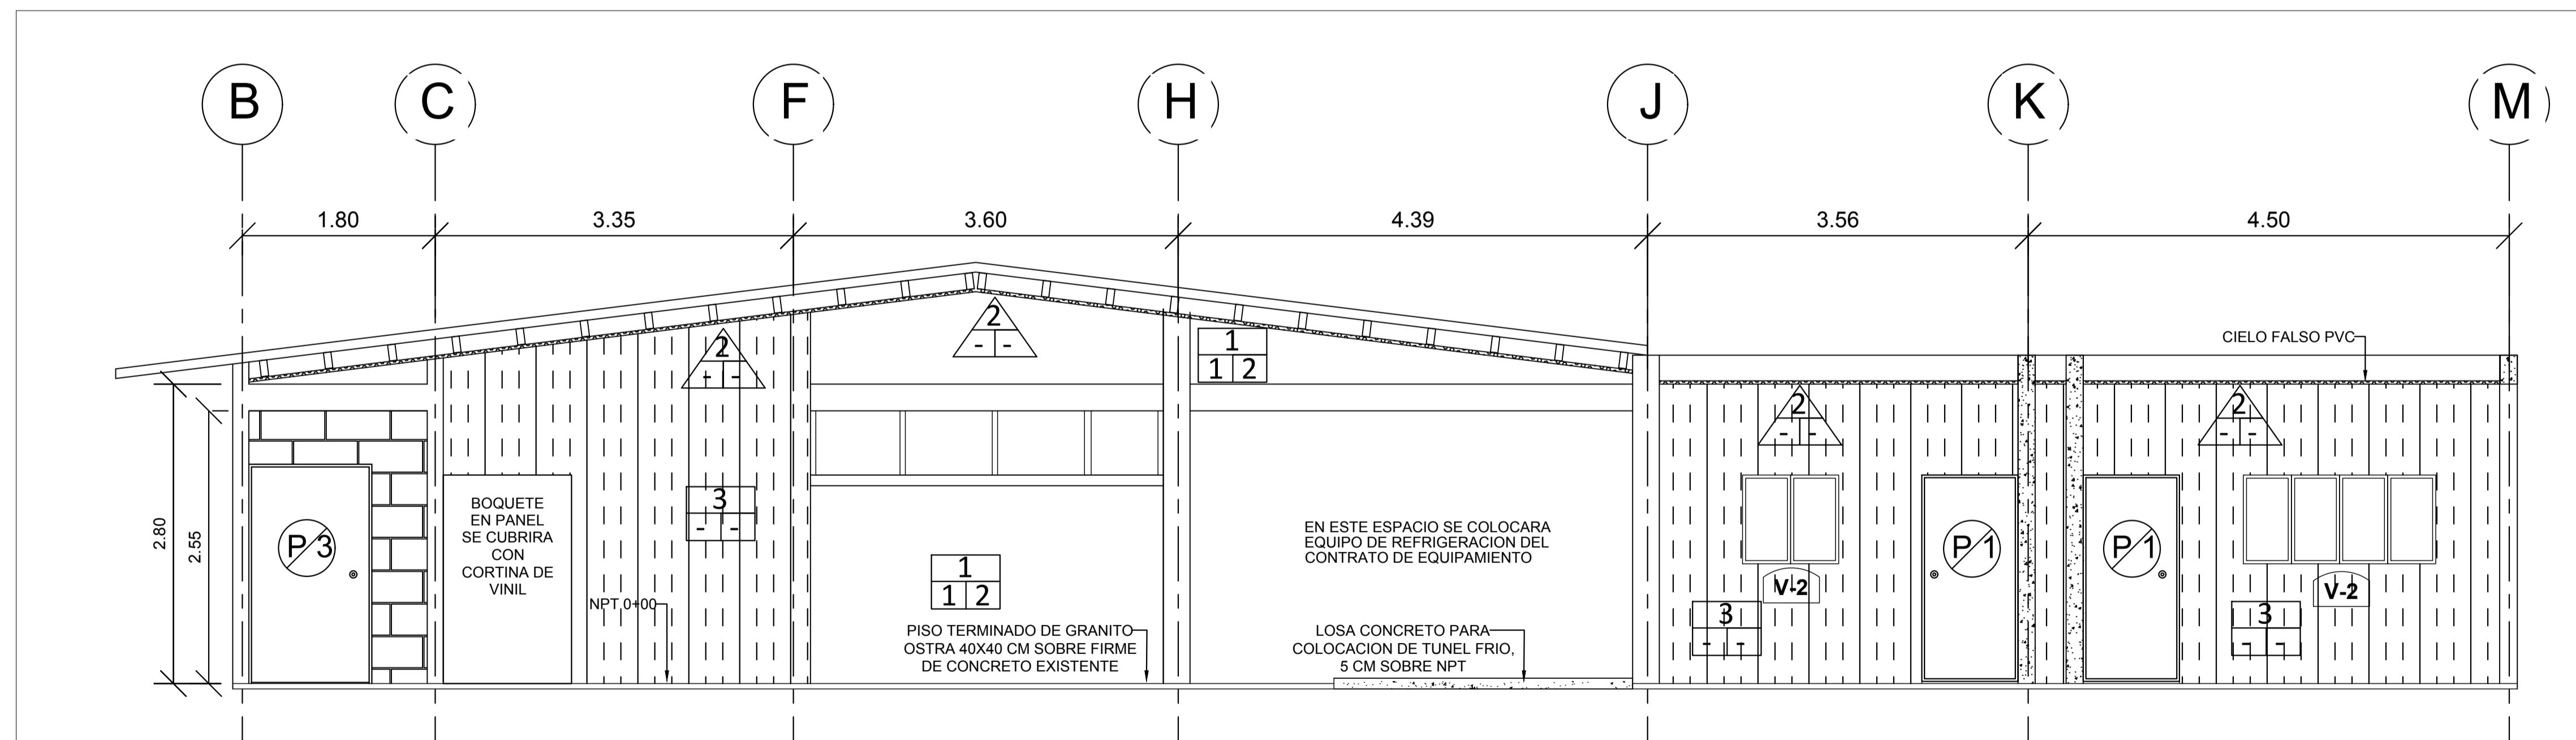 B C F H J K M
1.80 3.35 3.60 4.39 3.56 4.50
2
- -
2
- -
1
1 2
CIELO FALSO PVC
2
- -
2
- -
2.80
2.55
P 3
BOQUETE
EN PANEL
SE CUBRIRA
CON
CORTINA DE
VINIL
3
- -
NPT 0+00
1
1 2
PISO TERMINADO DE GRANITO
OSTRA 40X40 CM SOBRE FIRME
DE CONCRETO EXISTENTE
EN ESTE ESPACIO SE COLOCARA
EQUIPO DE REFRIGERACION DEL
CONTRATO DE EQUIPAMIENTO
LOSA CONCRETO PARA
COLOCACION DE TUNEL FRIO,
5 CM SOBRE NPT
V-2
3
- -
P 1
P 1
V-2
3
- -